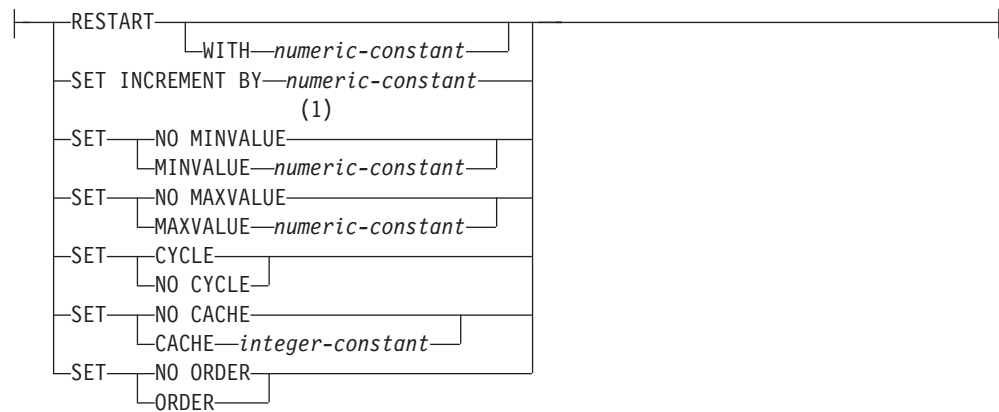 RESTART
WITH numeric-constant
SET INCREMENT BY numeric-constant
(1)
SET NO MINVALUE
MINVALUE numeric-constant
SET NO MAXVALUE
MAXVALUE numeric-constant
SET CYCLE
NO CYCLE
SET NO CACHE
CACHE integer-constant
SET NO ORDER
ORDER